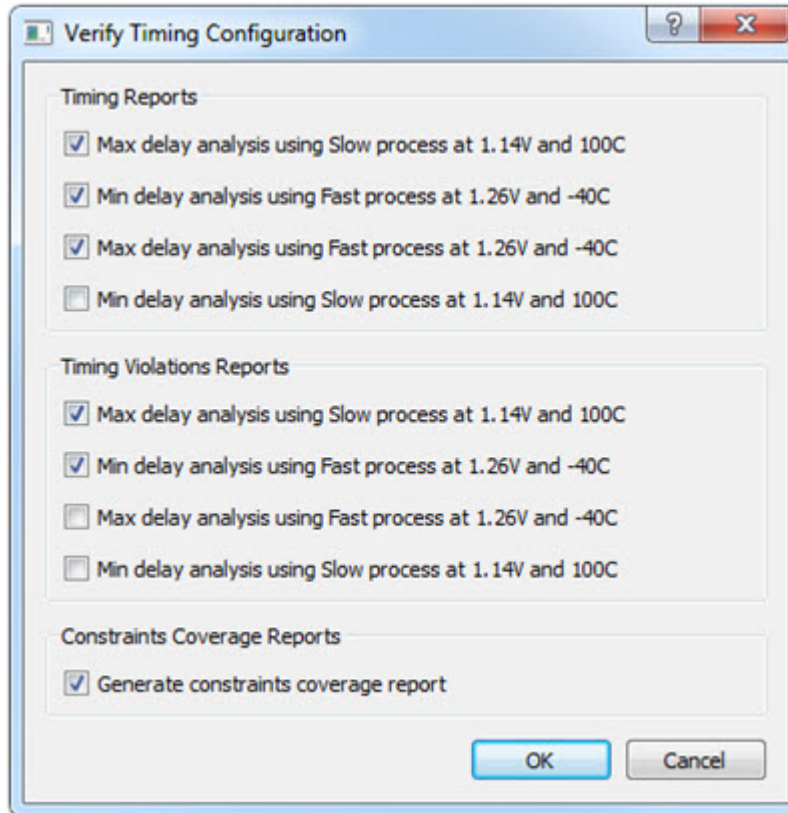 Verify Timing Configuration
Timing Reports
Max delay analysis using Slow process at 1.14V and 100C
Min delay analysis using Fast process at 1.26V and -40C
Max delay analysis using Fast process at 1.26V and -40C
Min delay analysis using Slow process at 1.14V and 100C
Timing Violations Reports
Max delay analysis using Slow process at 1.14V and 100C
Min delay analysis using Fast process at 1.26V and -40C
Max delay analysis using Fast process at 1.26V and -40C
Min delay analysis using Slow process at 1.14V and 100C
Constraints Coverage Reports
Generate constraints coverage report
OK Cancel